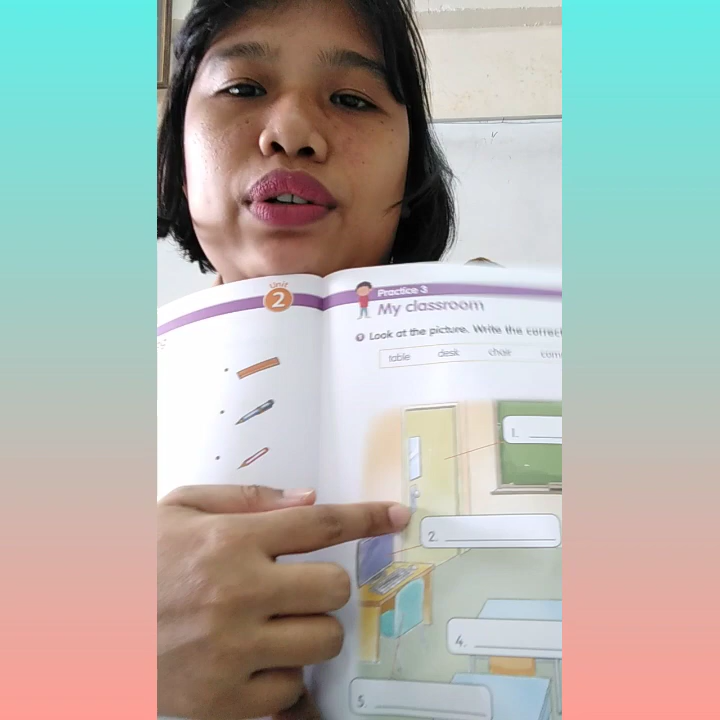 Unit
2
Practice 3
My classroom
Look at the picture. Write the correct
table desk chair com
1.
2.
4.
5.